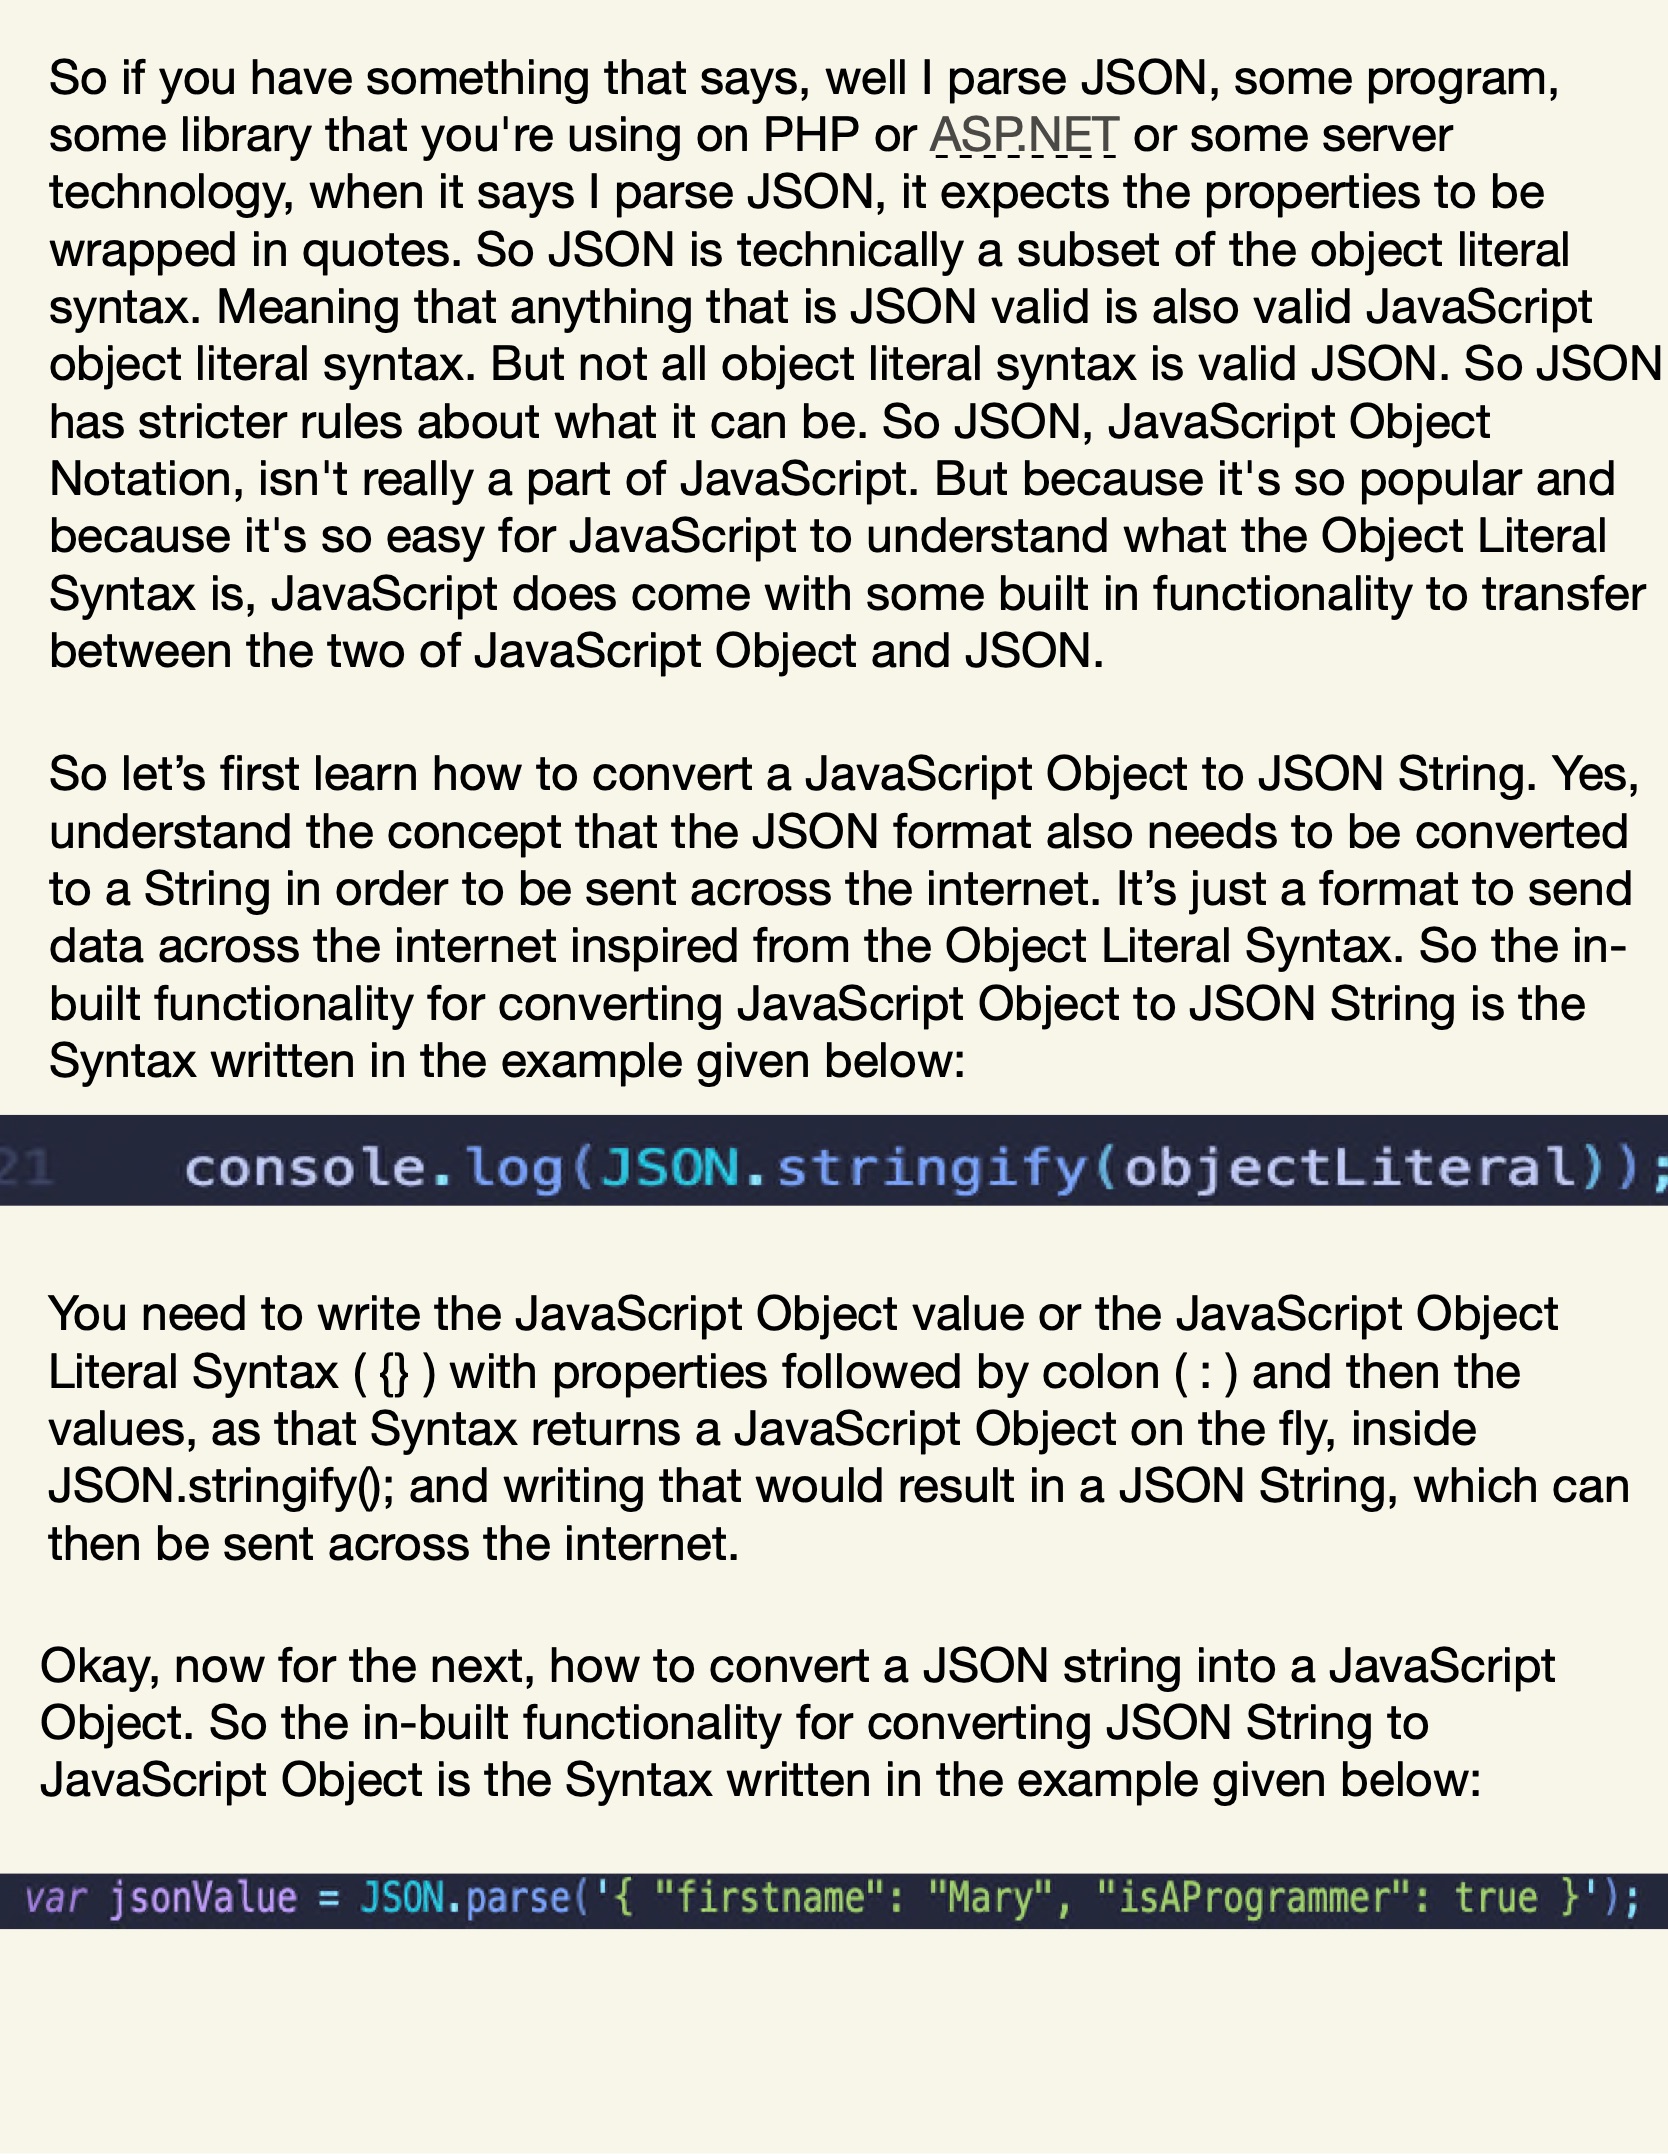 So if you have something that says, well I parse JSON, some program,
some library that you're using on PHP or ASP.NET or some server
technology, when it says I parse JSON, it expects the properties to be
wrapped in quotes. So JSON is technically a subset of the object literal
syntax. Meaning that anything that is JSON valid is also valid JavaScript
object literal syntax. But not all object literal syntax is valid JSON. So JSON
has stricter rules about what it can be. So JSON, JavaScript Object
Notation, isn't really a part of JavaScript. But because it's so popular and
because it's so easy for JavaScript to understand what the Object Literal
Syntax is, JavaScript does come with some built in functionality to transfer
between the two of JavaScript Object and JSON.
So let’s first learn how to convert a JavaScript Object to JSON String. Yes,
understand the concept that the JSON format also needs to be converted
to a String in order to be sent across the internet. It’s just a format to send
data across the internet inspired from the Object Literal Syntax. So the in-
built functionality for converting JavaScript Object to JSON String is the
Syntax written in the example given below:
21 console.log(JSON.stringify(objectLiteral));
You need to write the JavaScript Object value or the JavaScript Object
Literal Syntax ( {} ) with properties followed by colon ( : ) and then the
values, as that Syntax returns a JavaScript Object on the fly, inside
JSON.stringify(); and writing that would result in a JSON String, which can
then be sent across the internet.
Okay, now for the next, how to convert a JSON string into a JavaScript
Object. So the in-built functionality for converting JSON String to
JavaScript Object is the Syntax written in the example given below:
var jsonValue = JSON.parse('{ "firstname": "Mary", "isAProgrammer": true }');